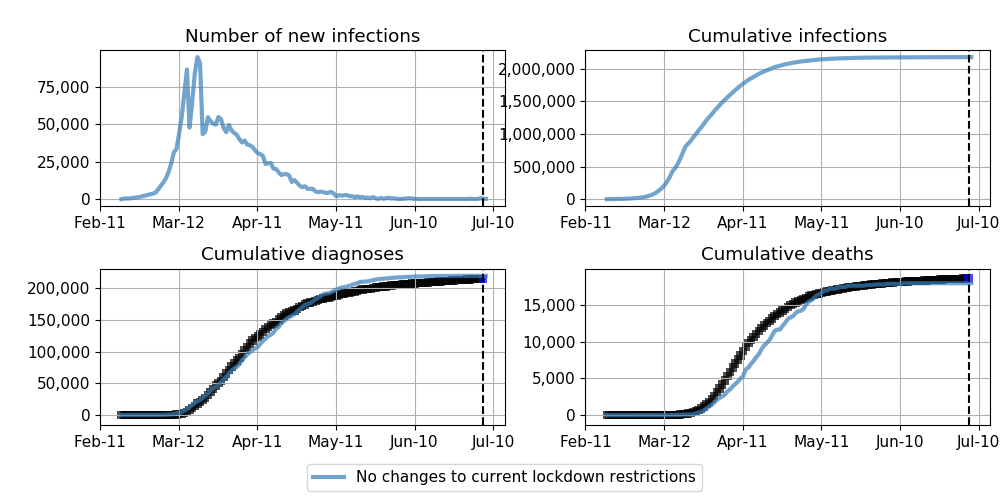 Number of new infections
75,000
50,000
25,000
0
Feb-11 Mar-12 Apr-11 May-11 Jun-10 Jul-10
Cumulative infections
2,000,000
1,500,000
1,000,000
500,000
0
Feb-11 Mar-12 Apr-11 May-11 Jun-10 Jul-10
Cumulative diagnoses
200,000
150,000
100,000
50,000
0
Feb-11 Mar-12 Apr-11 May-11 Jun-10 Jul-10
Cumulative deaths
15,000
10,000
5,000
0
Feb-11 Mar-12 Apr-11 May-11 Jun-10 Jul-10
No changes to current lockdown restrictions